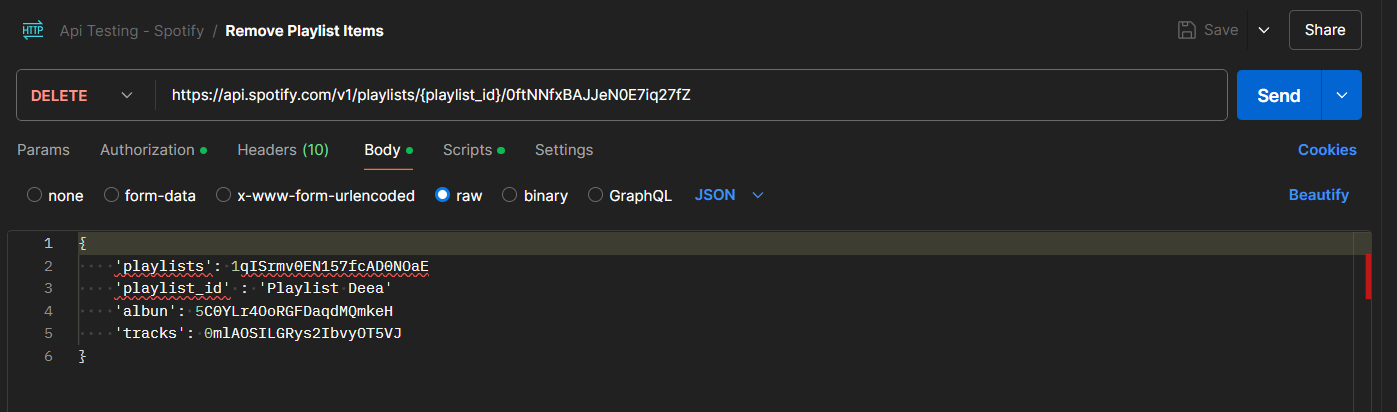 HTTP Api Testing - Spotify / Remove Playlist Items Save Share
DELETE https://api.spotify.com/v1/playlists/{playlist_id}/0ftNNfxBAJJeN0E7iq27fZ Send
Params Authorization Headers (10) Body Scripts Settings Cookies
none form-data x-www-form-urlencoded raw binary GraphQL JSON Beautify
1 {
2 'playlists': 1qISrmv0EN157fcAD0NOaE
3 'playlist_id' : 'Playlist Deea'
4 'albun': 5C0YLr4OoRGFDaqdMQmkeH
5 'tracks': 0mlAOSILGRys2IbvyOT5VJ
6 }